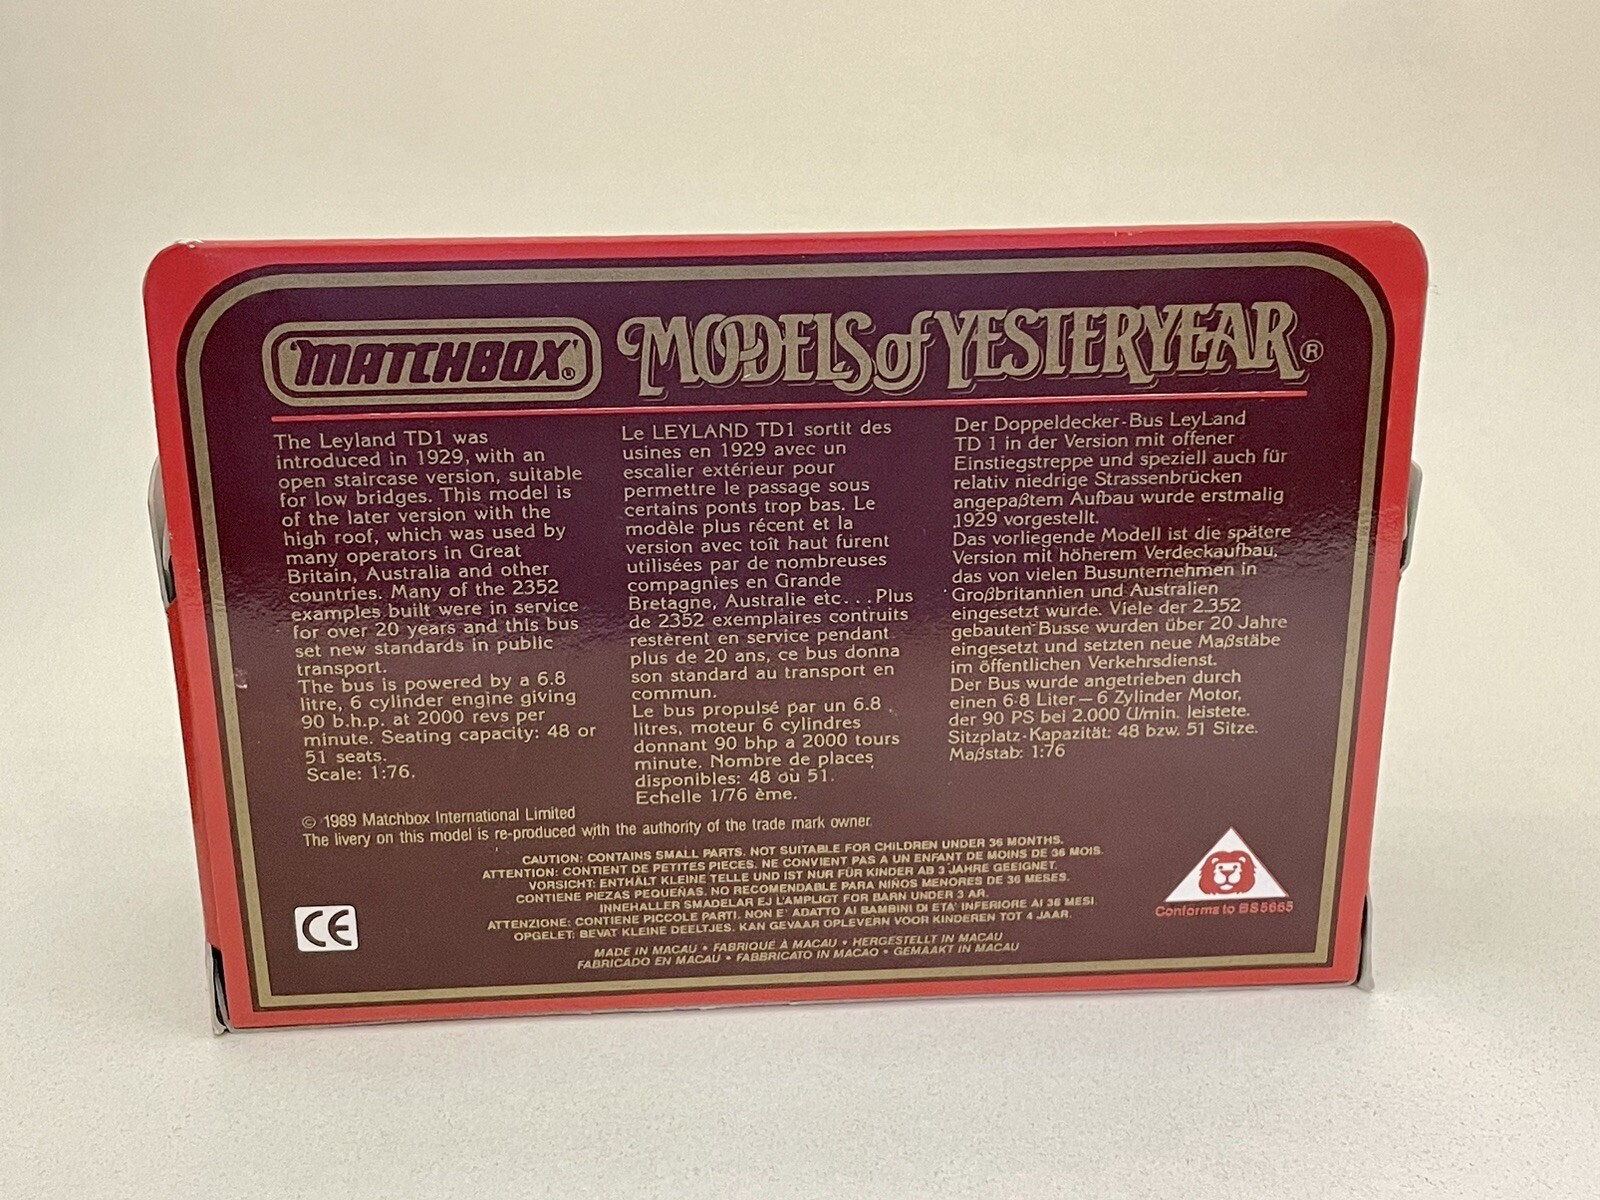 "MATCHBOX"®
MODELS of YESTERYEAR®
The Leyland TD1 was
introduced in 1929, with an
open staircase version, suitable
for low bridges. This model is
of the later version with the
high roof, which was used by
many operators in Great
Britain, Australia and other
countries. Many of the 2352
examples built were in service
for over 20 years and this bus
set new standards in public
transport.
The bus is powered by a 6.8
litre, 6 cylinder engine giving
90 b.h.p. at 2000 revs per
minute. Seating capacity: 48 or
51 seats.
Scale: 1:76.
Le LEYLAND TD1 sortit des
usines en 1929 avec un
escalier extérieur pour
permettre le passage sous
certains ponts trop bas. Le
modèle plus récent et la
version avec toît haut furent
utilisées par de nombreuses
compagnies en Grande
Bretagne, Australie etc...Plus
de 2352 exemplaires contruits
restèrent en service pendant
plus de 20 ans, ce bus donna
son standard au transport en
commun.
Le bus propulsé par un 6.8
litres, moteur 6 cylindres
donnant 90 bhp a 2000 tours
minute. Nombre de places
disponibles: 48 ou 51.
Echelle 1/76 ème.
Der Doppeldecker-Bus LeyLand
TD 1 in der Version mit offener
Einstiegstreppe und speziell auch für
relativ niedrige Strassenbrücken
angepaßtem Aufbau wurde erstmalig
1929 vorgestellt.
Das vorliegende Modell ist die spätere
Version mit höherem Verdeckaufbau,
das von vielen Busunternehmen in
Großbritannien und Australien
eingesetzt wurde. Viele der 2.352
gebauten Busse wurden über 20 Jahre
eingesetzt und setzten neue Maßstäbe
im öffentlichen Verkehrsdienst.
Der Bus wurde angetrieben durch
einen 6·8 Liter—6 Zylinder Motor,
der 90 PS bei 2.000 U/min. leistete.
Sitzplatz-Kapazität: 48 bzw. 51 Sitze.
Maßstab: 1:76
© 1989 Matchbox International Limited
The livery on this model is re-produced with the authority of the trade mark owner.
CAUTION: CONTAINS SMALL PARTS. NOT SUITABLE FOR CHILDREN UNDER 36 MONTHS.
ATTENTION: CONTIENT DE PETITES PIECES. NE CONVIENT PAS A UN ENFANT DE MOINS DE 36 MOIS.
VORSICHT: ENTHÄLT KLEINE TELLE UND IST NUR FÜR KINDER AB 3 JAHRE GEEIGNET.
CONTIENE PIEZAS PEQUEÑAS. NO RECOMENDABLE PARA NIÑOS MENORES DE 36 MESES.
INNEHALLER SMADELAR EJ LAMPLIGT FOR BARN UNDER 3 AR.
ATTENZIONE: CONTIENE PICCOLE PARTI. NON E' ADATTO AI BAMBINI DI ETA' INFERIORE AI 36 MESI.
OPGELET: BEVAT KLEINE DEELTJES. KAN GEVAAR OPLEVERN VOOR KINDEREN TOT 4 JAAR.
MADE IN MACAU • FABRIQUÉ À MACAU • HERGESTELLT IN MACAU
FABRICADO EN MACAU • FABBRICATO IN MACAO • GEMAAKT IN MACAU
CE
Conforms to BS5665